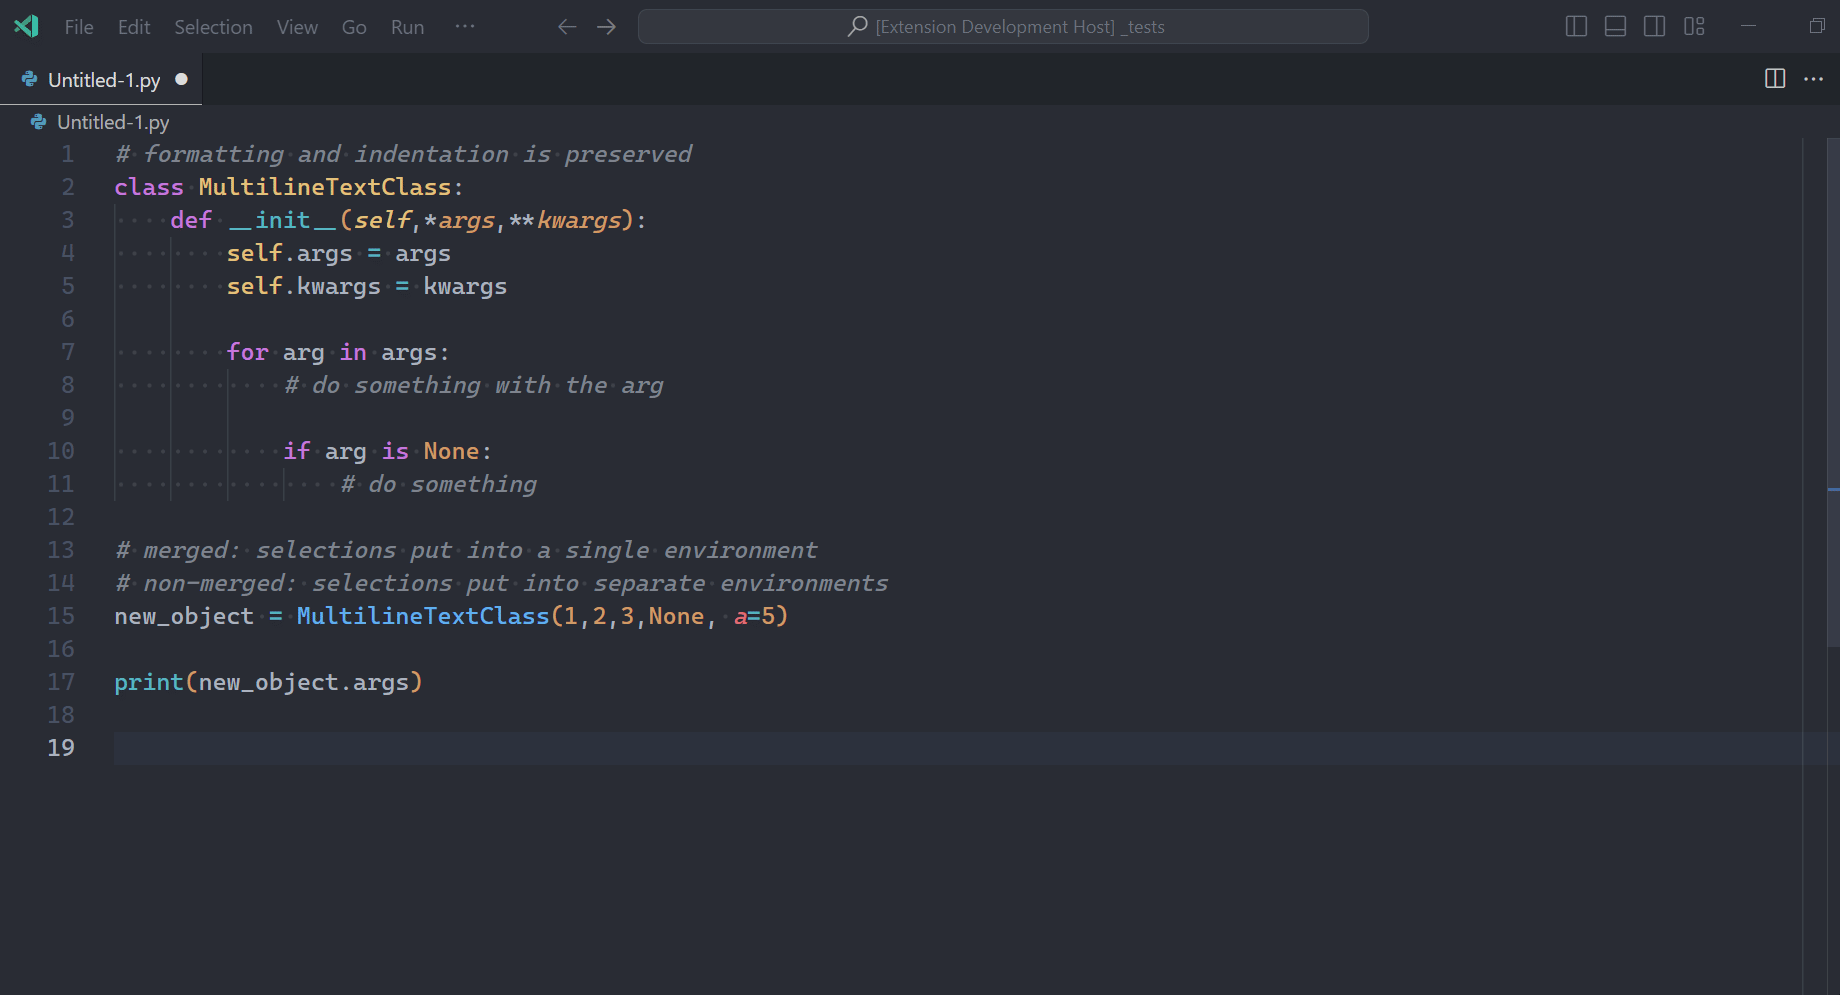 File Edit Selection View Go Run ··· [Extension Development Host] _tests
Untitled-1.py
Untitled-1.py
1 # formatting and indentation is preserved
2 class MultilineTextClass:
3     def __init__(self,*args,**kwargs):
4         self.args = args
5         self.kwargs = kwargs
6
7         for arg in args:
8             # do something with the arg
9
10             if arg is None:
11                 # do something
12
13 # merged: selections put into a single environment
14 # non-merged: selections put into separate environments
15 new_object = MultilineTextClass(1,2,3,None, a=5)
16
17 print(new_object.args)
18
19